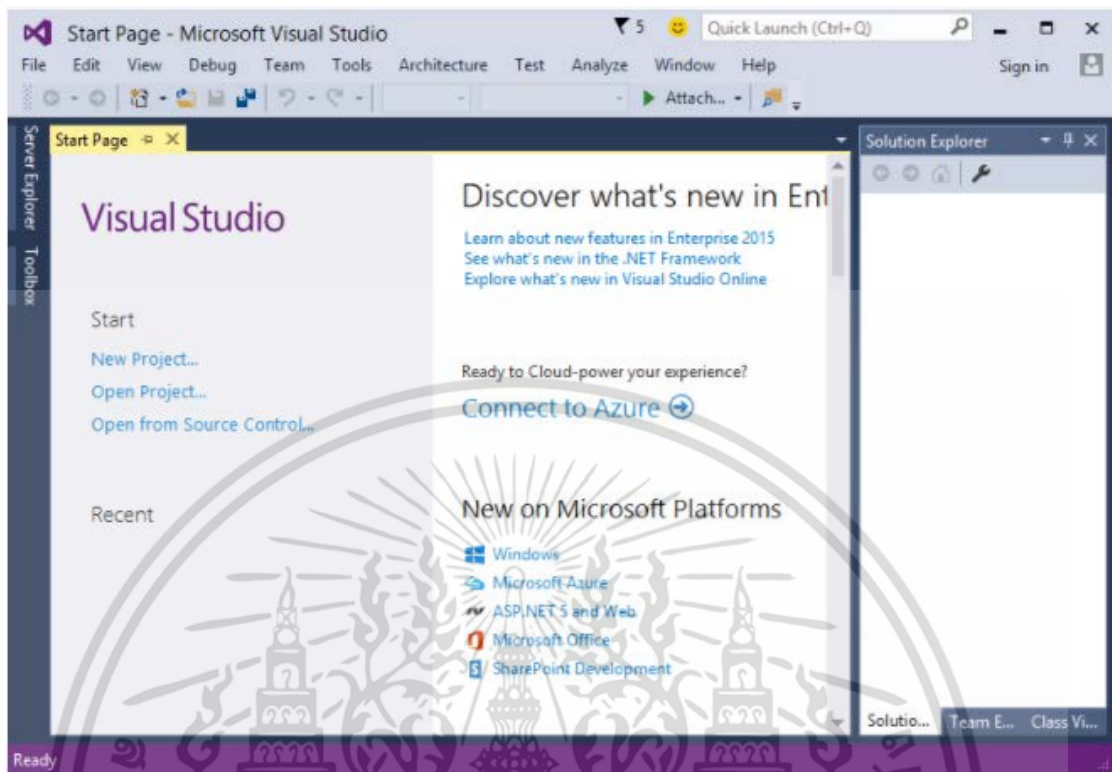 Start Page - Microsoft Visual Studio
5
Quick Launch (Ctrl+Q)
File Edit View Debug Team Tools Architecture Test Analyze Window Help
Sign in
Attach...
Server Explorer
Toolbox
Start Page
Visual Studio
Start
New Project...
Open Project...
Open from Source Control...
Recent
Discover what's new in Ent
Learn about new features in Enterprise 2015
See what's new in the .NET Framework
Explore what's new in Visual Studio Online
Ready to Cloud-power your experience?
Connect to Azure
New on Microsoft Platforms
Windows
Microsoft Azure
ASP.NET 5 and Web
Microsoft Office
SharePoint Development
Solution Explorer
Solutio... Team E... Class Vi...
Ready